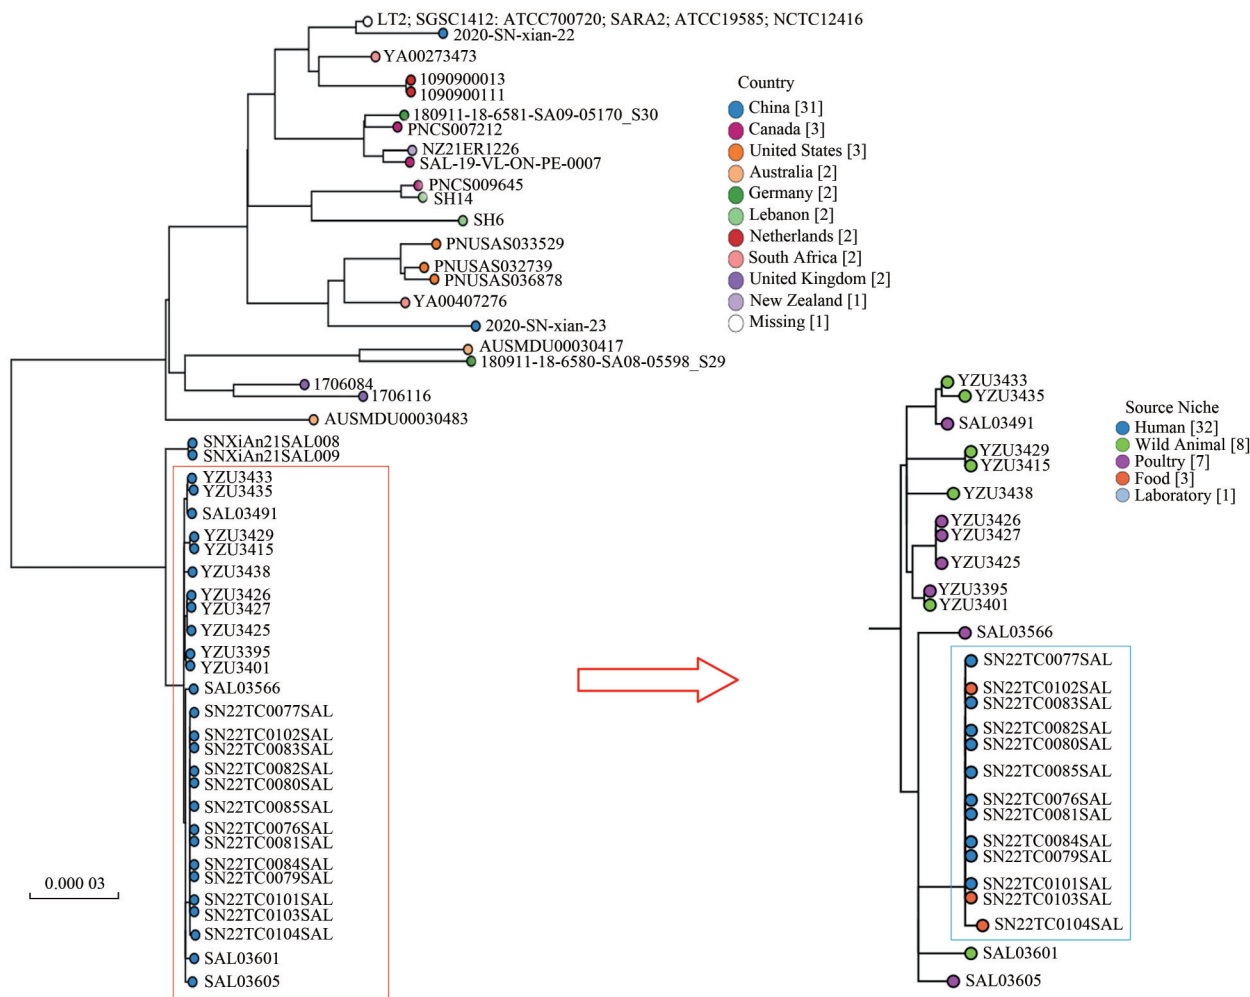 LT2; SGSC1412: ATCC700720; SARA2; ATCC19585; NCTC12416
2020-SN-xian-22
YA00273473
1090900013
1090900111
180911-18-6581-SA09-05170_S30
PNCS007212
NZ21ER1226
SAL-19-VL-ON-PE-0007
PNCS009645
SH14
SH6
PNUSAS033529
PNUSAS032739
PNUSAS036878
YA00407276
2020-SN-xian-23
AUSMDU00030417
180911-18-6580-SA08-05598_S29
1706084
1706116
AUSMDU00030483
SNXiAn21SAL008
SNXiAn21SAL009
YZU3433
YZU3435
SAL03491
YZU3429
YZU3415
YZU3438
YZU3426
YZU3427
YZU3425
YZU3395
YZU3401
SAL03566
SN22TC0077SAL
SN22TC0102SAL
SN22TC0083SAL
SN22TC0082SAL
SN22TC0080SAL
SN22TC0085SAL
SN22TC0076SAL
SN22TC0081SAL
SN22TC0084SAL
SN22TC0079SAL
SN22TC0101SAL
SN22TC0103SAL
SN22TC0104SAL
SAL03601
SAL03605
0.000 03
Country
China [31]
Canada [3]
United States [3]
Australia [2]
Germany [2]
Lebanon [2]
Netherlands [2]
South Africa [2]
United Kingdom [2]
New Zealand [1]
Missing [1]
YZU3433
YZU3435
SAL03491
YZU3429
YZU3415
YZU3438
YZU3426
YZU3427
YZU3425
YZU3395
YZU3401
SAL03566
SN22TC0077SAL
SN22TC0102SAL
SN22TC0083SAL
SN22TC0082SAL
SN22TC0080SAL
SN22TC0085SAL
SN22TC0076SAL
SN22TC0081SAL
SN22TC0084SAL
SN22TC0079SAL
SN22TC0101SAL
SN22TC0103SAL
SN22TC0104SAL
SAL03601
SAL03605
Source Niche
Human [32]
Wild Animal [8]
Poultry [7]
Food [3]
Laboratory [1]